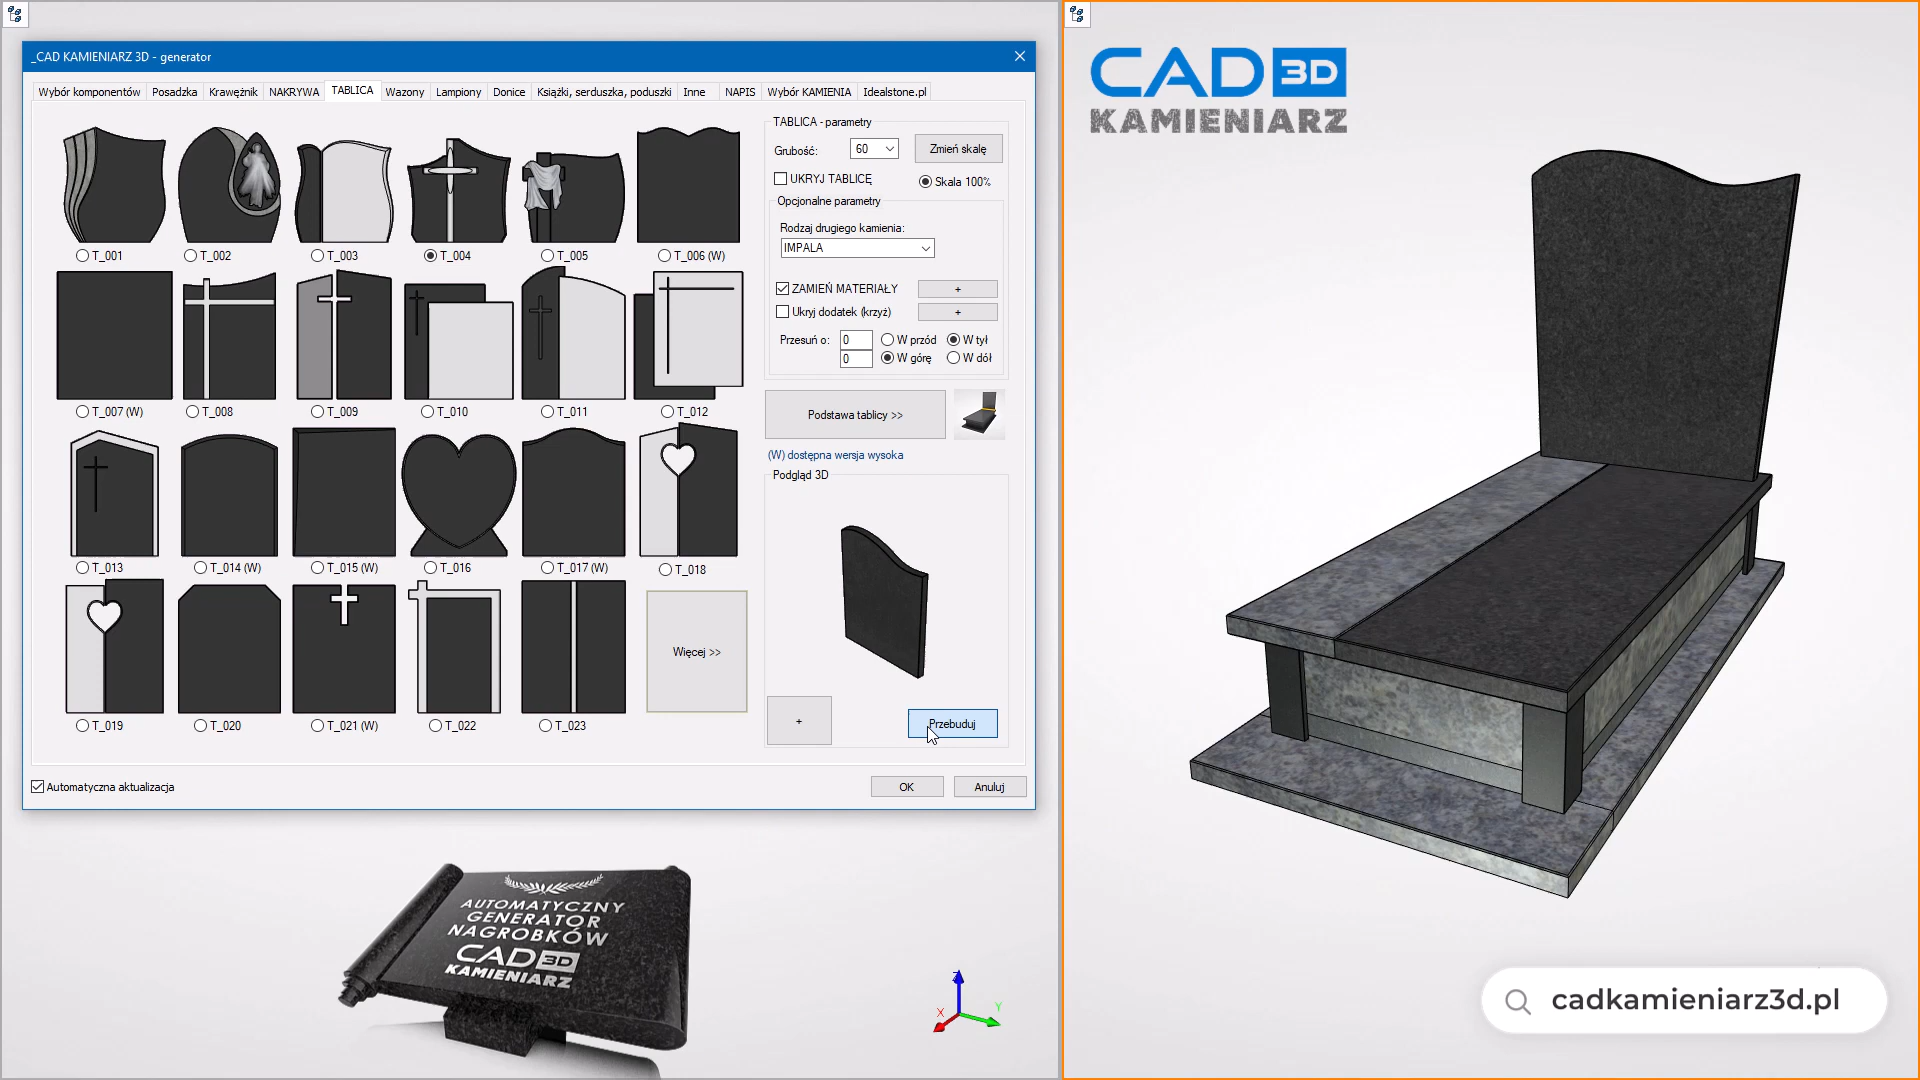 _CAD KAMIENIARZ 3D - generator
Wybór komponentów Posadzka Krawężnik NAKRYWA TABLICA Wazony Lampiony Donice Książki, serduszka, poduszki Inne NAPIS Wybór KAMIENIA Idealstone.pl
T_001 T_002 T_003 T_004 T_005 T_006 (W)
T_007 (W) T_008 T_009 T_010 T_011 T_012
T_013 T_014 (W) T_015 (W) T_016 T_017 (W) T_018
T_019 T_020 T_021 (W) T_022 T_023
Więcej >>
TABLICA - parametry
Grubość: 60 Zmień skalę
UKRYJ TABLICĘ Skala 100%
Opcjonalne parametry
Rodzaj drugiego kamienia:
IMPALA
ZAMIEŃ MATERIAŁY +
Ukryj dodatek (krzyż) +
Przesuń o: 0 W przód W tył
0 W górę W dół
Podstawa tablicy >>
(W) dostępna wersja wysoka
Podgląd 3D
+ Przebuduj
Automatyczna aktualizacja OK Anuluj
AUTOMATYCZNY
GENERATOR
NAGROBKÓW
CAD 3D
KAMIENIARZ
Z
X Y
CAD 3D
KAMIENIARZ
cadkamieniarz3d.pl